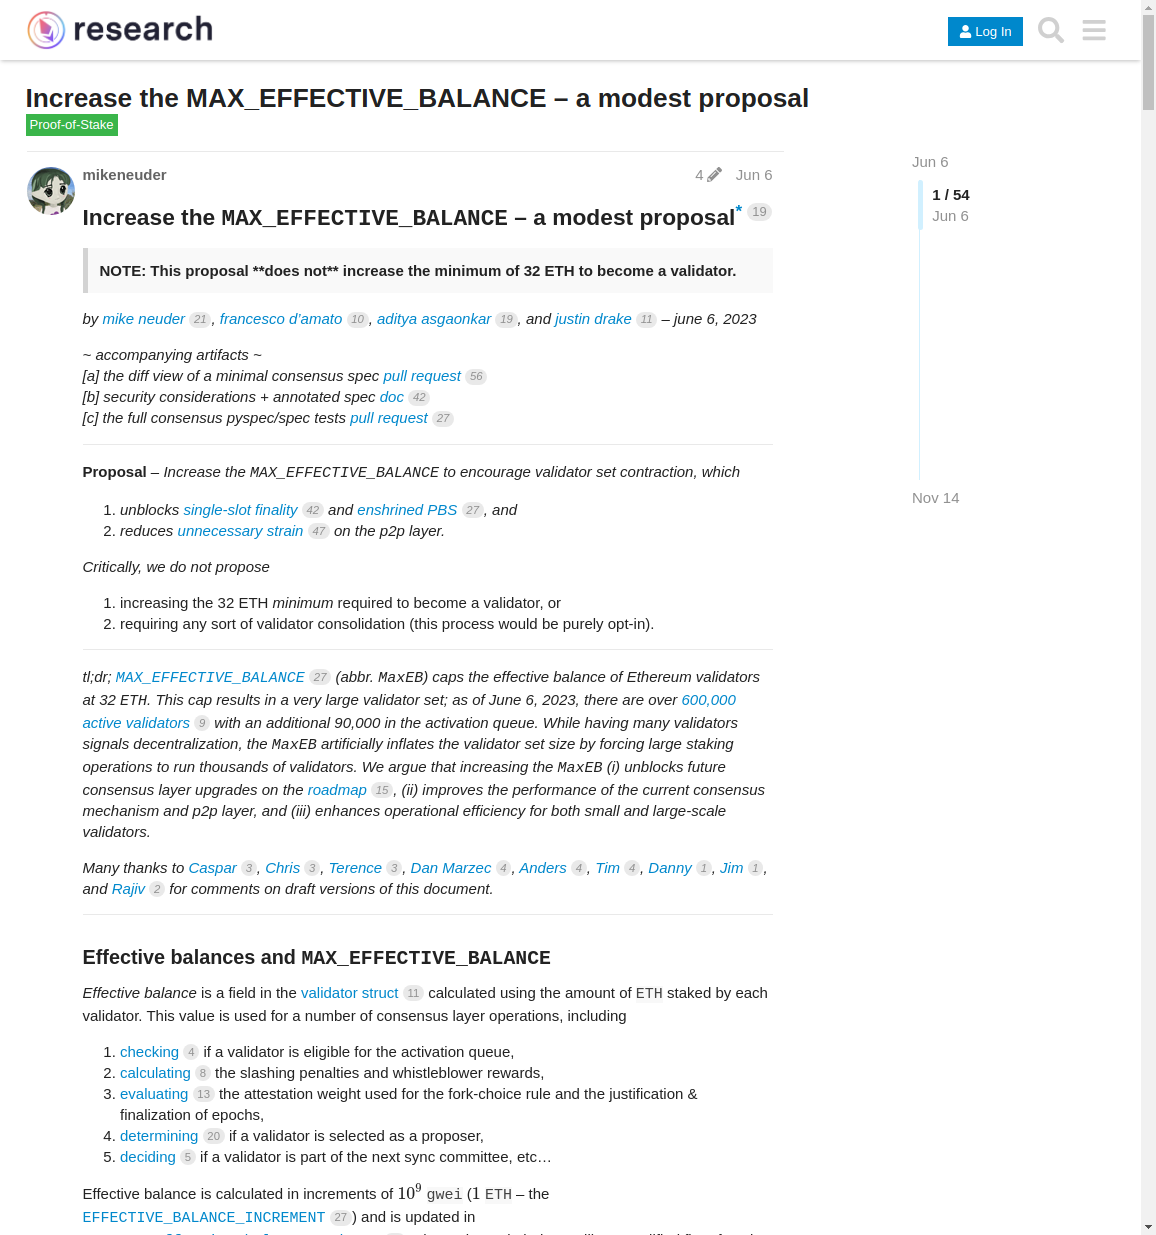 research
Log In
Increase the MAX_EFFECTIVE_BALANCE – a modest proposal
Proof-of-Stake
mikeneuder
4
Jun 6
Increase the MAX_EFFECTIVE_BALANCE – a modest proposal* 19
NOTE: This proposal **does not** increase the minimum of 32 ETH to become a validator.
by mike neuder 21, francesco d'amato 10, aditya asgaonkar 19, and justin drake 11 – june 6, 2023
~ accompanying artifacts ~
[a] the diff view of a minimal consensus spec pull request 56
[b] security considerations + annotated spec doc 42
[c] the full consensus pyspec/spec tests pull request 27
Proposal – Increase the MAX_EFFECTIVE_BALANCE to encourage validator set contraction, which
1. unblocks single-slot finality 42 and enshrined PBS 27, and
2. reduces unnecessary strain 47 on the p2p layer.
Critically, we do not propose
1. increasing the 32 ETH minimum required to become a validator, or
2. requiring any sort of validator consolidation (this process would be purely opt-in).
tl;dr; MAX_EFFECTIVE_BALANCE 27 (abbr. MaxEB) caps the effective balance of Ethereum validators
at 32 ETH. This cap results in a very large validator set; as of June 6, 2023, there are over 600,000
active validators 9 with an additional 90,000 in the activation queue. While having many validators
signals decentralization, the MaxEB artificially inflates the validator set size by forcing large staking
operations to run thousands of validators. We argue that increasing the MaxEB (i) unblocks future
consensus layer upgrades on the roadmap 15, (ii) improves the performance of the current consensus
mechanism and p2p layer, and (iii) enhances operational efficiency for both small and large-scale
validators.
Many thanks to Caspar 3, Chris 3, Terence 3, Dan Marzec 4, Anders 4, Tim 4, Danny 1, Jim 1,
and Rajiv 2 for comments on draft versions of this document.
Effective balances and MAX_EFFECTIVE_BALANCE
Effective balance is a field in the validator struct 11 calculated using the amount of ETH staked by each
validator. This value is used for a number of consensus layer operations, including
1. checking 4 if a validator is eligible for the activation queue,
2. calculating 8 the slashing penalties and whistleblower rewards,
3. evaluating 13 the attestation weight used for the fork-choice rule and the justification &
finalization of epochs,
4. determining 20 if a validator is selected as a proposer,
5. deciding 5 if a validator is part of the next sync committee, etc…
Effective balance is calculated in increments of 10⁹ gwei (1 ETH – the
EFFECTIVE_BALANCE_INCREMENT 27) and is updated in
Jun 6
1 / 54
Jun 6
Nov 14